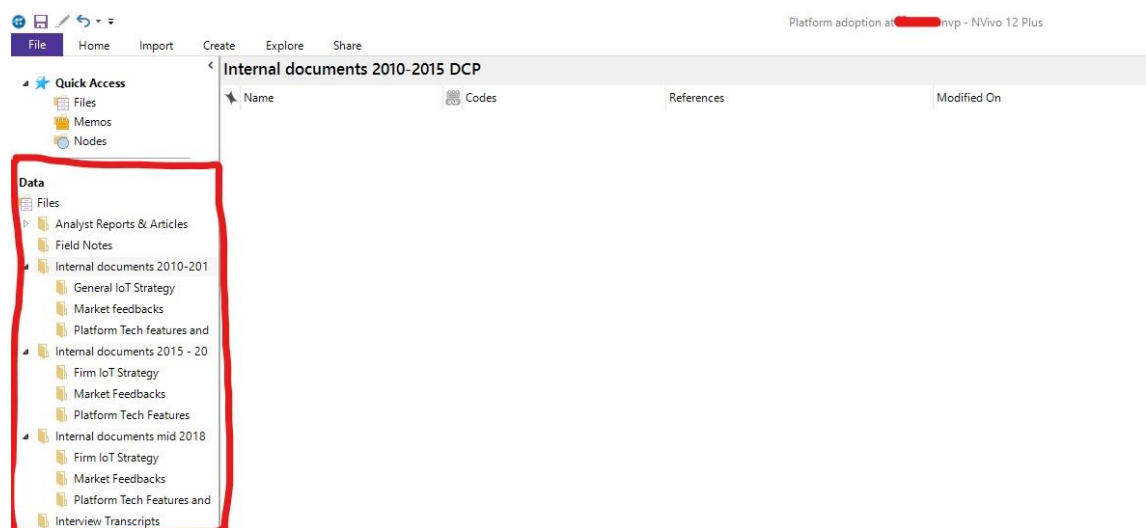 Platform adoption at nvp - NVivo 12 Plus
File Home Import Create Explore Share
Quick Access
Files
Memos
Nodes
Data
Files
Analyst Reports & Articles
Field Notes
Internal documents 2010-201
General IoT Strategy
Market feedbacks
Platform Tech features and
Internal documents 2015 - 20
Firm IoT Strategy
Market Feedbacks
Platform Tech Features
Internal documents mid 2018
Firm IoT Strategy
Market Feedbacks
Platform Tech Features and
Interview Transcripts
Internal documents 2010-2015 DCP
Name Codes References Modified On